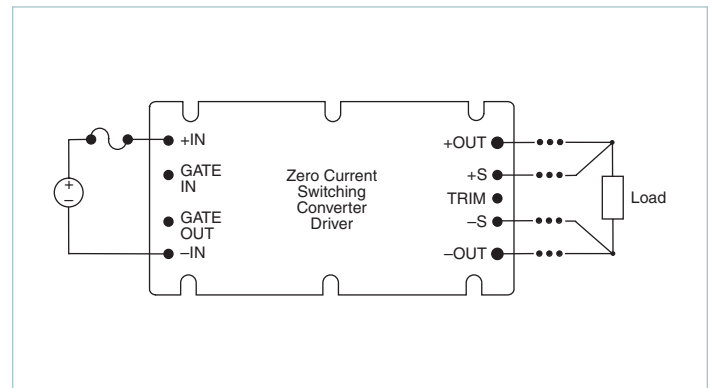 +IN
GATE
IN
GATE
OUT
–IN
Zero Current
Switching
Converter
Driver
+OUT
+S
TRIM
–S
–OUT
Load
+
–